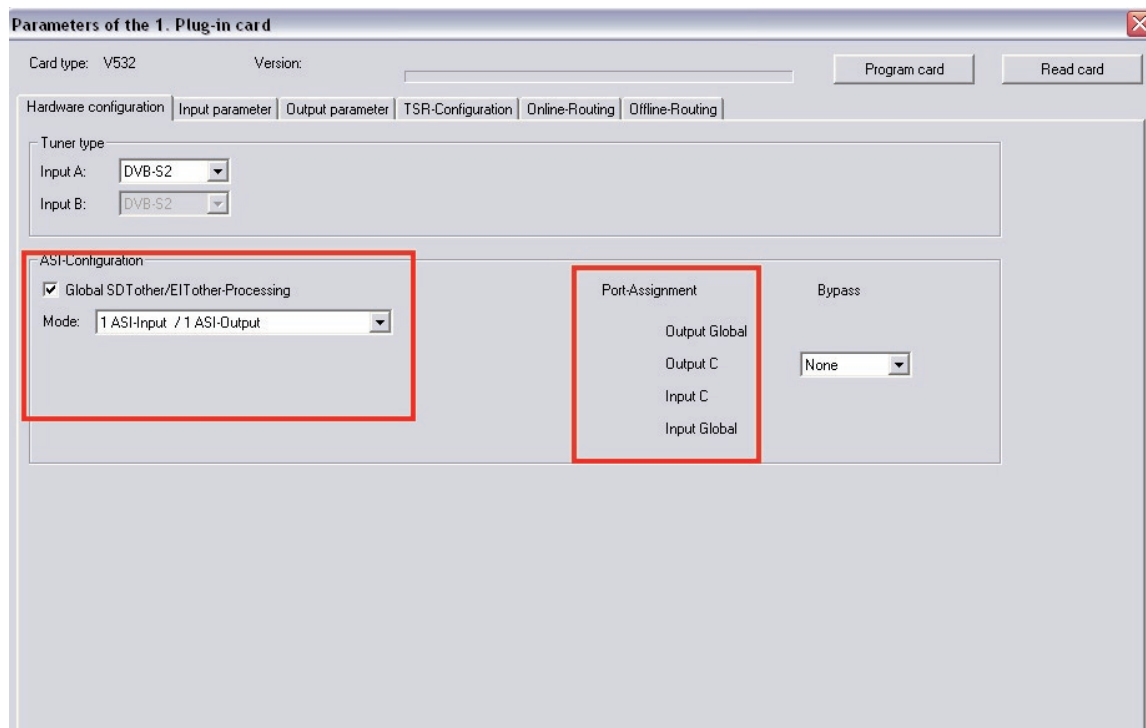 Parameters of the 1. Plug-in card
Card type: V532 Version: Program card Read card
Hardware configuration Input parameter Output parameter TSR-Configuration Online-Routing Offline-Routing
Tuner type
Input A: DVB-S2
Input B: DVB-S2
ASI-Configuration
Global SDTother/EITother-Processing Port-Assignment Bypass
Mode: 1 ASI-Input / 1 ASI-Output
Output Global
Output C None
Input C
Input Global